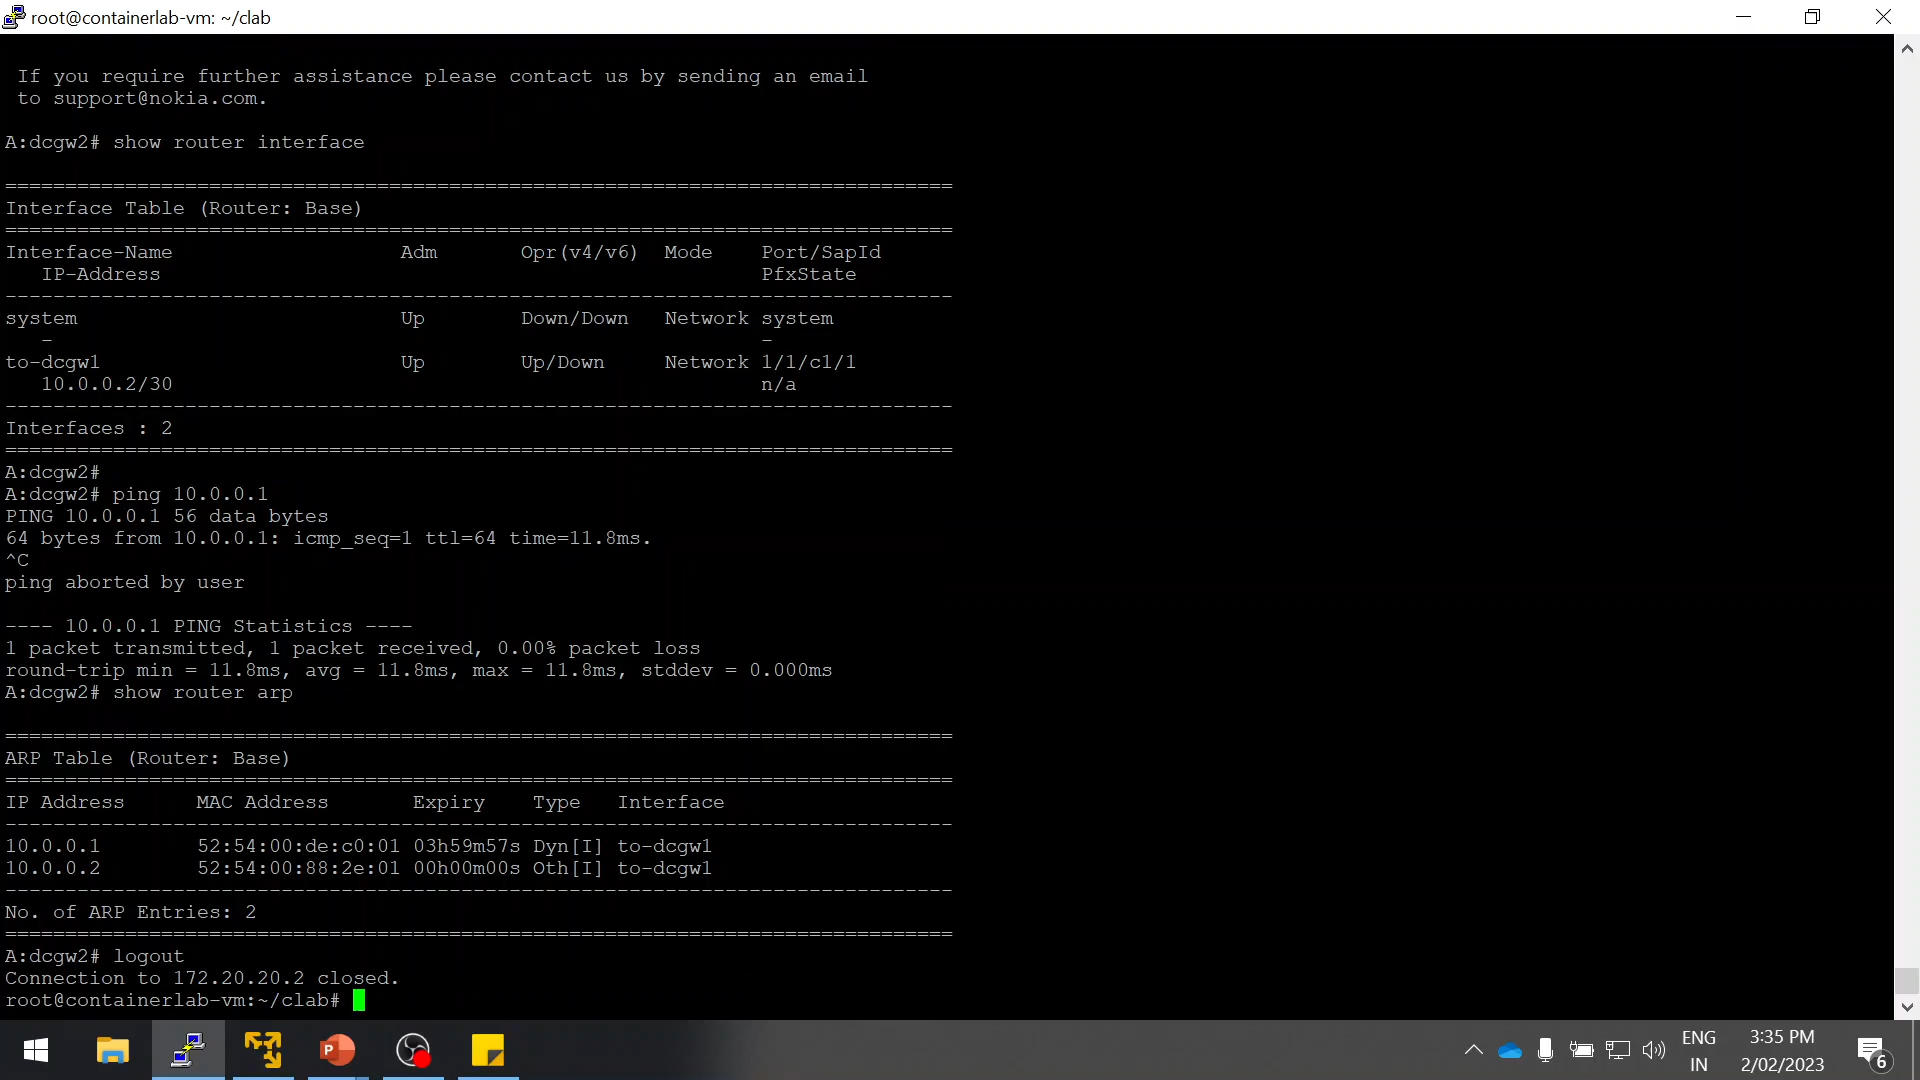 root@containerlab-vm: ~/clab
If you require further assistance please contact us by sending an email
to support@nokia.com.
A:dcgw2# show router interface
===============================================================================
Interface Table (Router: Base)
===============================================================================
Interface-Name                   Adm       Opr(v4/v6)  Mode    Port/SapId
   IP-Address                                                  PfxState
-------------------------------------------------------------------------------
system                           Up        Down/Down   Network system
   -                                                           -
to-dcgw1                         Up        Up/Down     Network 1/1/c1/1
   10.0.0.2/30                                                 n/a
-------------------------------------------------------------------------------
Interfaces : 2
===============================================================================
A:dcgw2#
A:dcgw2# ping 10.0.0.1
PING 10.0.0.1 56 data bytes
64 bytes from 10.0.0.1: icmp_seq=1 ttl=64 time=11.8ms.
^C
ping aborted by user
---- 10.0.0.1 PING Statistics ----
1 packet transmitted, 1 packet received, 0.00% packet loss
round-trip min = 11.8ms, avg = 11.8ms, max = 11.8ms, stddev = 0.000ms
A:dcgw2# show router arp
===============================================================================
ARP Table (Router: Base)
===============================================================================
IP Address      MAC Address       Expiry    Type   Interface
-------------------------------------------------------------------------------
10.0.0.1        52:54:00:de:c0:01 03h59m57s Dyn[I] to-dcgw1
10.0.0.2        52:54:00:88:2e:01 00h00m00s Oth[I] to-dcgw1
-------------------------------------------------------------------------------
No. of ARP Entries: 2
===============================================================================
A:dcgw2# logout
Connection to 172.20.20.2 closed.
root@containerlab-vm:~/clab#
P
ENG
IN
3:35 PM
2/02/2023
6